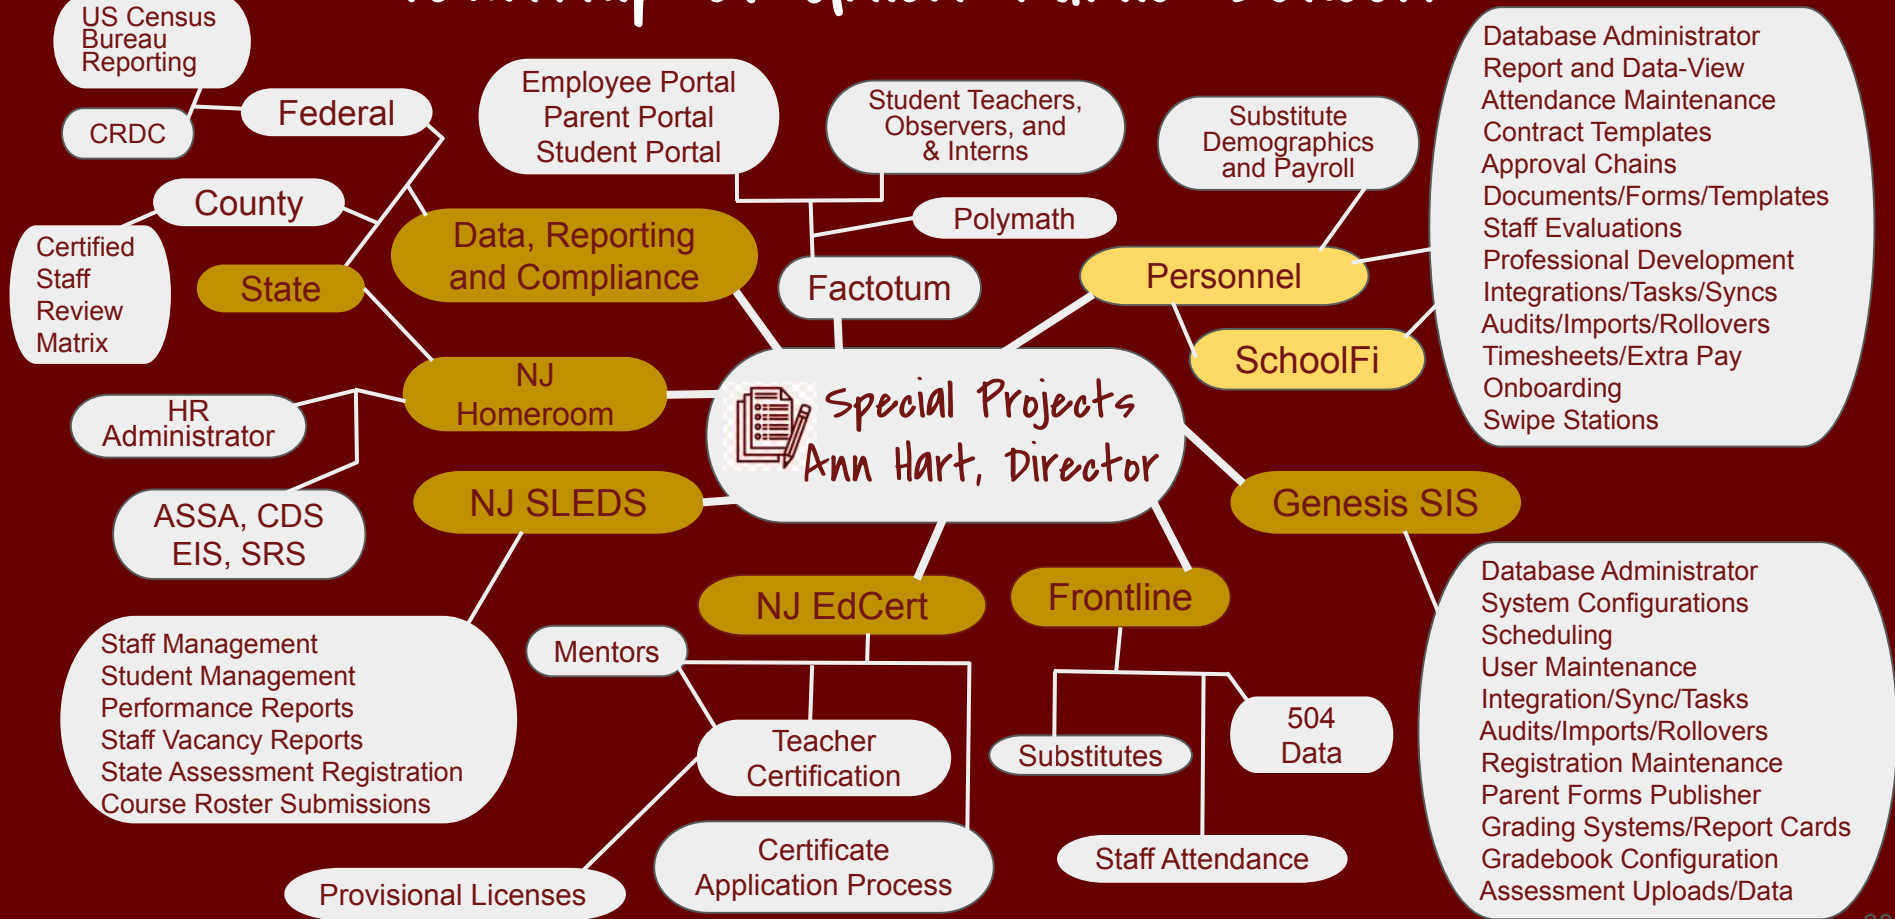 US Census
Bureau
Reporting
CRDC
Federal
County
Certified
Staff
Review
Matrix
State
Data, Reporting
and Compliance
Employee Portal
Parent Portal
Student Portal
Student Teachers,
Observers, and
& Interns
Polymath
Factotum
Substitute
Demographics
and Payroll
Personnel
SchoolFi
Database Administrator
Report and Data-View
Attendance Maintenance
Contract Templates
Approval Chains
Documents/Forms/Templates
Staff Evaluations
Professional Development
Integrations/Tasks/Syncs
Audits/Imports/Rollovers
Timesheets/Extra Pay
Onboarding
Swipe Stations
NJ
Homeroom
HR
Administrator
ASSA, CDS
EIS, SRS
Special Projects
Ann Hart, Director
NJ SLEDS
Staff Management
Student Management
Performance Reports
Staff Vacancy Reports
State Assessment Registration
Course Roster Submissions
NJ EdCert
Mentors
Teacher
Certification
Provisional Licenses
Certificate
Application Process
Frontline
Substitutes
504
Data
Staff Attendance
Genesis SIS
Database Administrator
System Configurations
Scheduling
User Maintenance
Integration/Sync/Tasks
Audits/Imports/Rollovers
Registration Maintenance
Parent Forms Publisher
Grading Systems/Report Cards
Gradebook Configuration
Assessment Uploads/Data